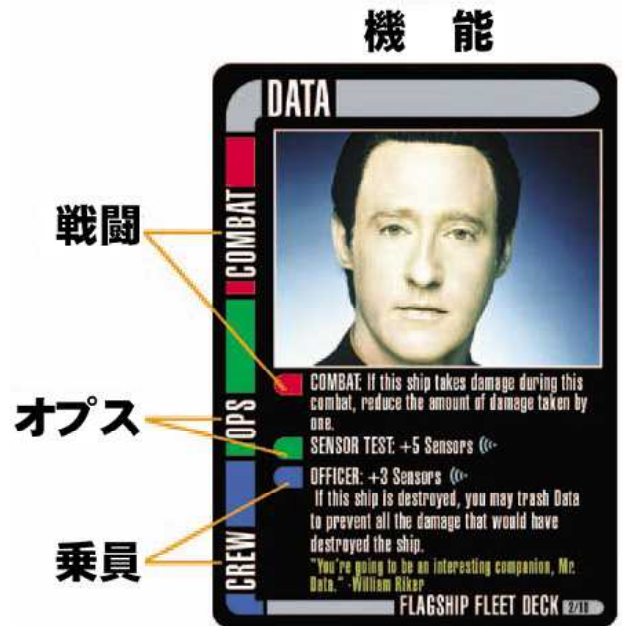 機 能
DATA
戦闘
COMBAT
COMBAT: If this ship takes damage during this
combat, reduce the amount of damage taken by
one.
オプス
OPS
SENSOR TEST: +5 Sensors
OFFICER: +3 Sensors
If this ship is destroyed, you may trash Data
to prevent all the damage that would have
destroyed the ship.
乗員
CREW
"You're going to be an interesting companion, Mr.
Data." -William Riker
FLAGSHIP FLEET DECK 2/10